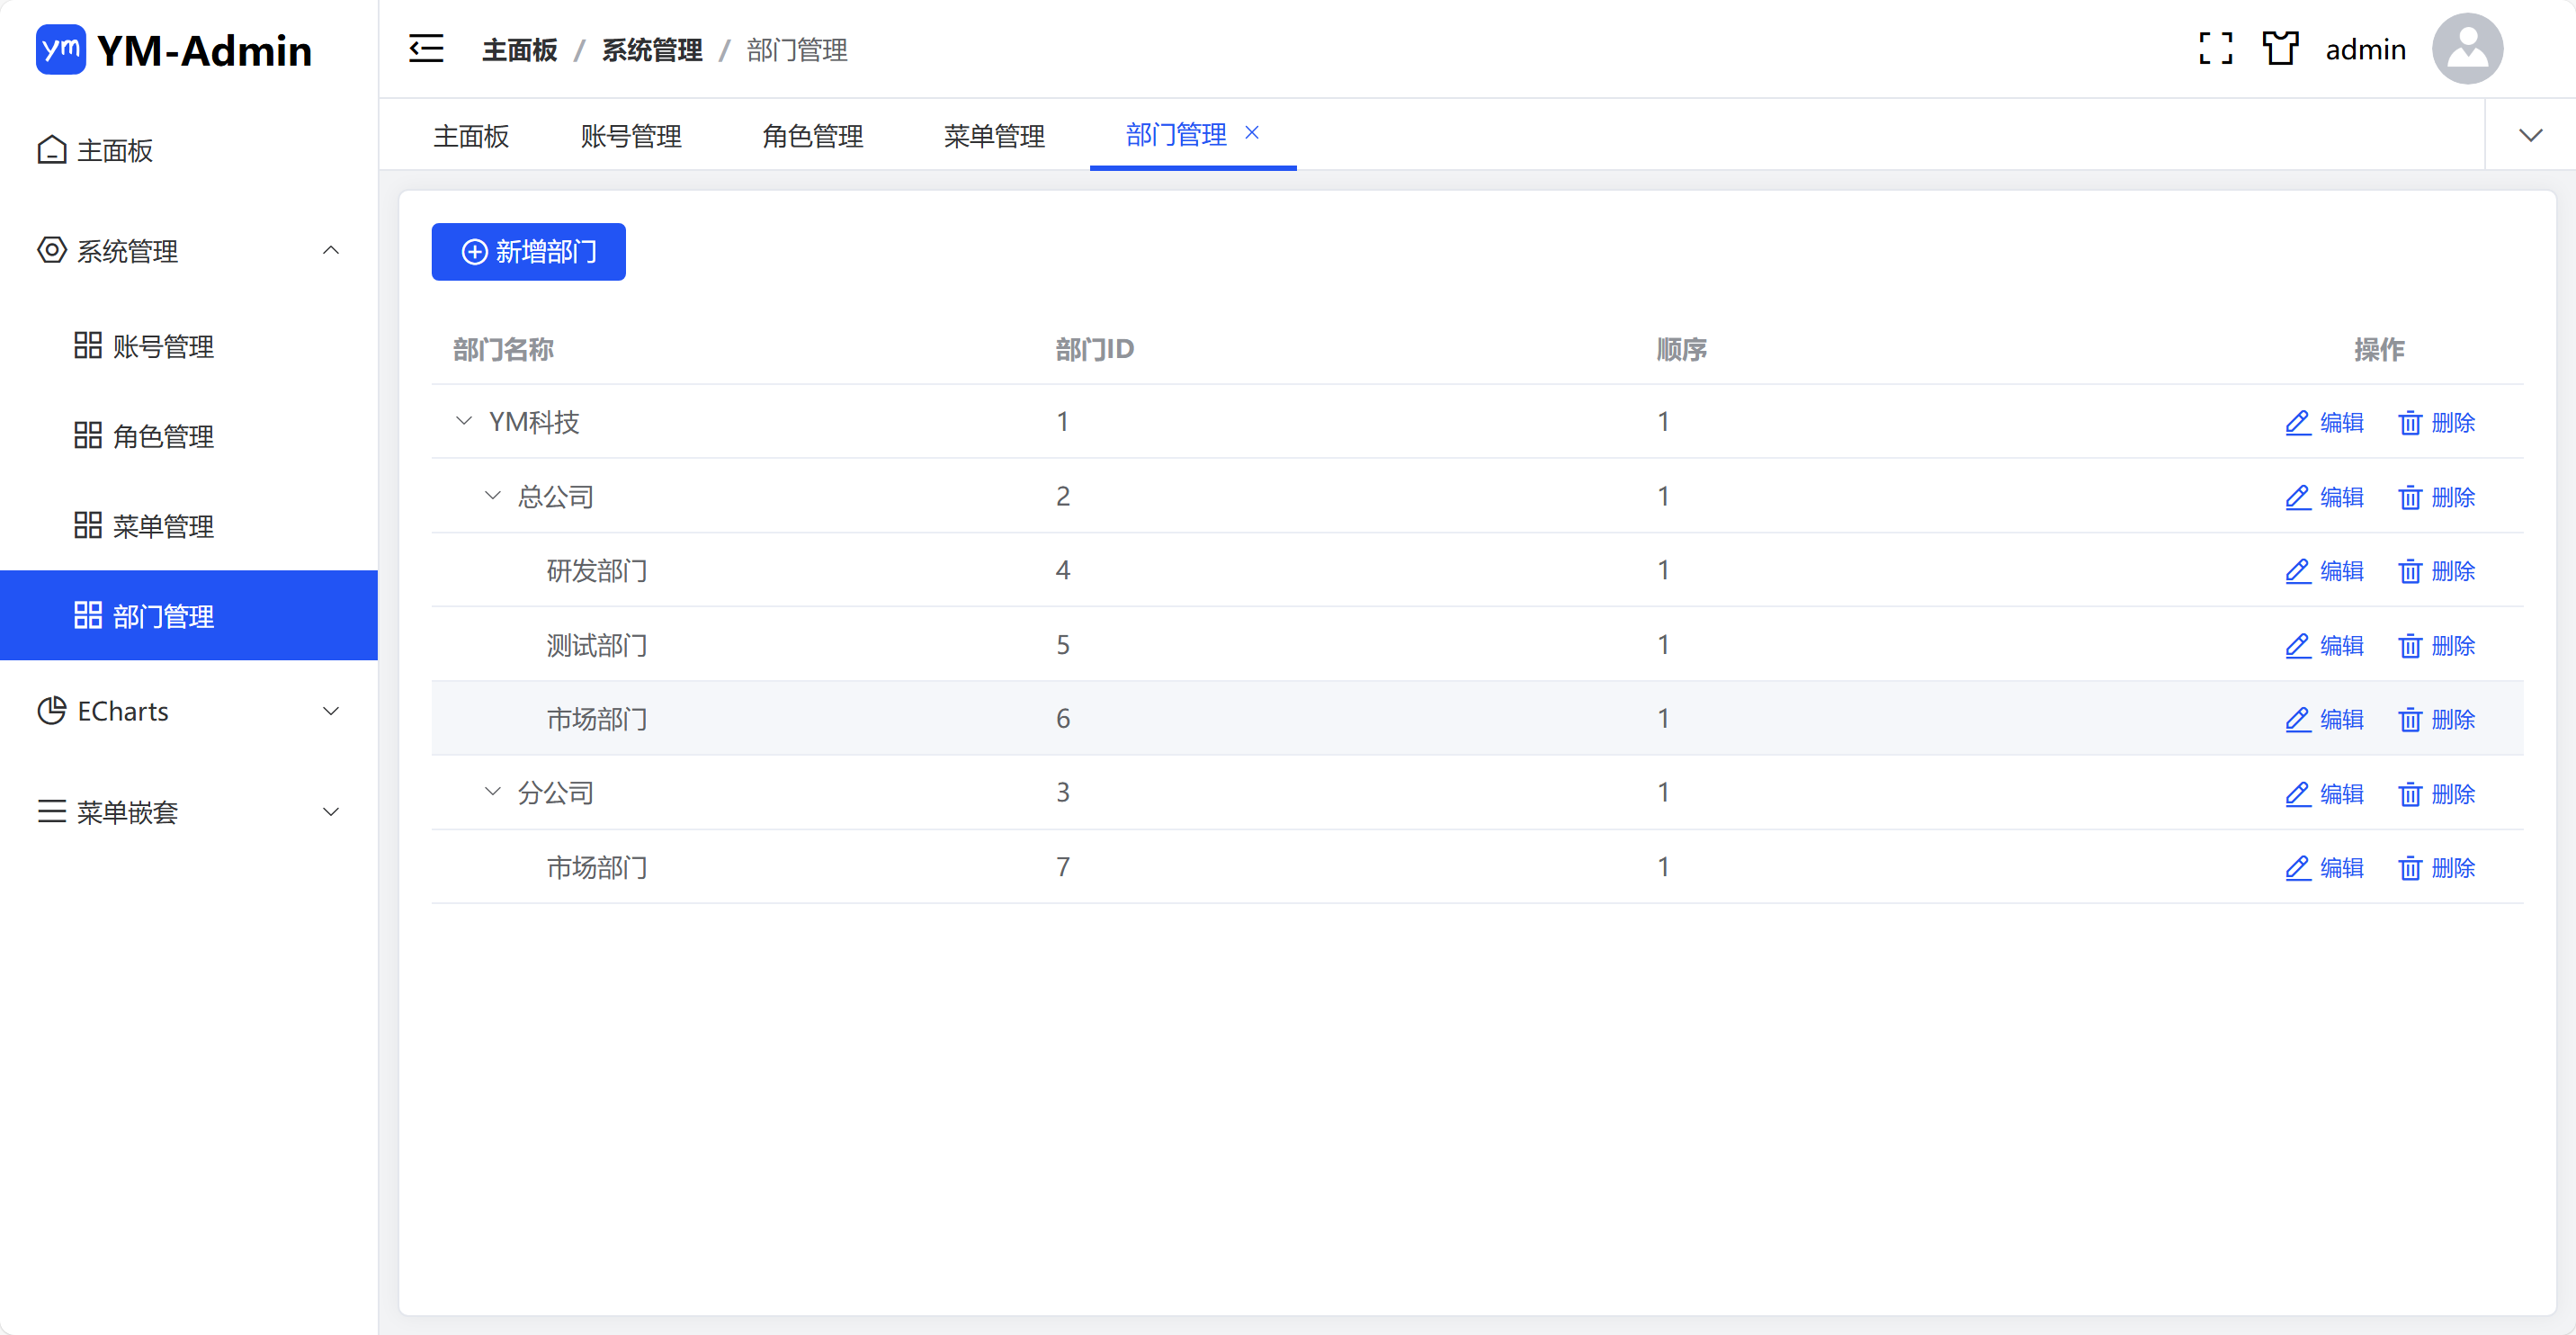 ym YM-Admin
主面板 / 系统管理 / 部门管理
admin
主面板
系统管理
账号管理
角色管理
菜单管理
部门管理
ECharts
菜单嵌套
主面板 账号管理 角色管理 菜单管理 部门管理
新增部门
部门名称 部门ID 顺序 操作
YM科技 1 1 编辑 删除
总公司 2 1 编辑 删除
研发部门 4 1 编辑 删除
测试部门 5 1 编辑 删除
市场部门 6 1 编辑 删除
分公司 3 1 编辑 删除
市场部门 7 1 编辑 删除